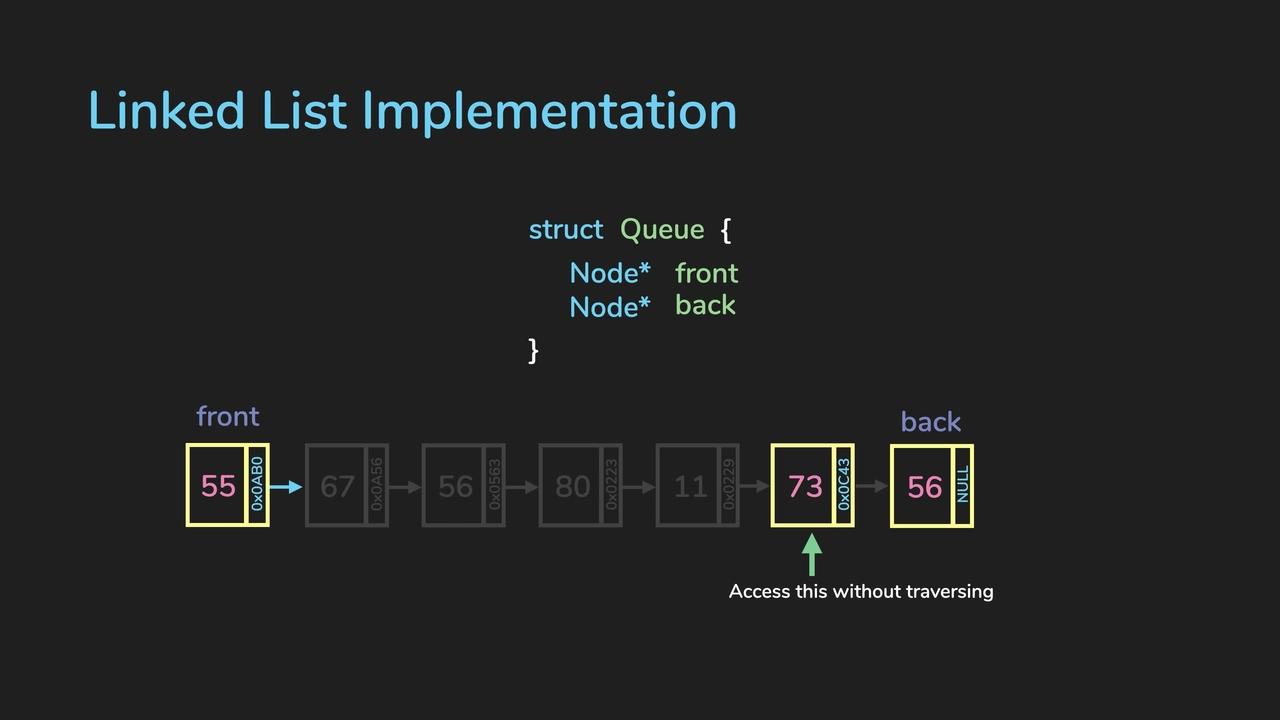 Linked List Implementation
struct Queue {
Node* front
Node* back
}
front
back
55 0x0AB0 67 0x0A56 56 0x0563 80 0x0223 11 0x0229 73 0x0C43 56 NULL
Access this without traversing